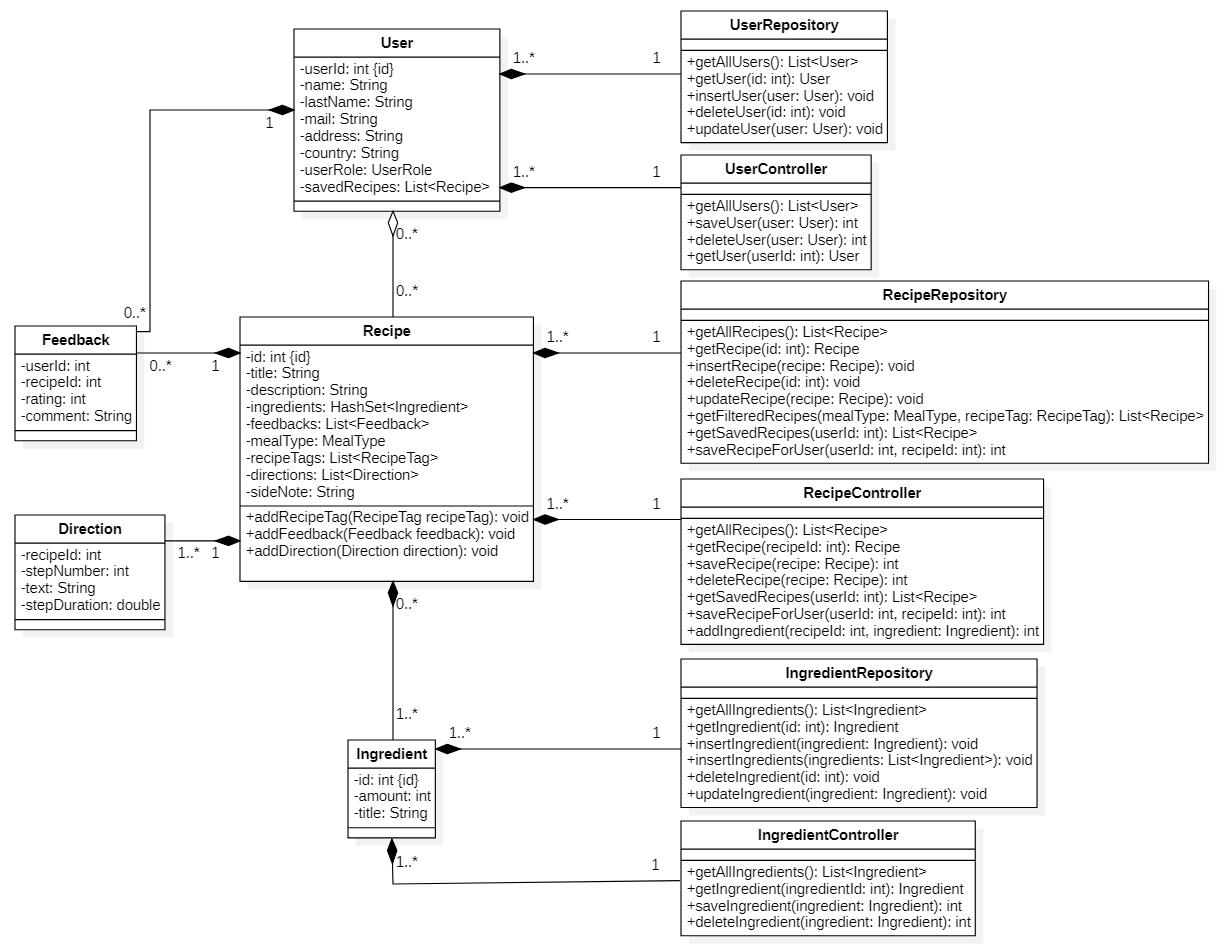 User
-userId: int {id}
-name: String
-lastName: String
-mail: String
-address: String
-country: String
-userRole: UserRole
-savedRecipes: List<Recipe>
1..*
1
UserRepository
+getAllUsers(): List<User>
+getUser(id: int): User
+insertUser(user: User): void
+deleteUser(id: int): void
+updateUser(user: User): void
1..*
1
UserController
+getAllUsers(): List<User>
+saveUser(user: User): int
+deleteUser(user: User): int
+getUser(userId: int): User
1
0..*
0..*
0..*
Feedback
-userId: int
-recipeId: int
-rating: int
-comment: String
0..*
1
Recipe
-id: int {id}
-title: String
-description: String
-ingredients: HashSet<Ingredient>
-feedbacks: List<Feedback>
-mealType: MealType
-recipeTags: List<RecipeTag>
-directions: List<Direction>
-sideNote: String
+addRecipeTag(RecipeTag recipeTag): void
+addFeedback(Feedback feedback): void
+addDirection(Direction direction): void
1..*
1
RecipeRepository
+getAllRecipes(): List<Recipe>
+getRecipe(id: int): Recipe
+insertRecipe(recipe: Recipe): void
+deleteRecipe(id: int): void
+updateRecipe(recipe: Recipe): void
+getFilteredRecipes(mealType: MealType, recipeTag: RecipeTag): List<Recipe>
+getSavedRecipes(userId: int): List<Recipe>
+saveRecipeForUser(userId: int, recipeId: int): int
1..*
1
RecipeController
+getAllRecipes(): List<Recipe>
+getRecipe(recipeId: int): Recipe
+saveRecipe(recipe: Recipe): int
+deleteRecipe(recipe: Recipe): int
+getSavedRecipes(userId: int): List<Recipe>
+saveRecipeForUser(userId: int, recipeId: int): int
+addIngredient(recipeId: int, ingredient: Ingredient): int
Direction
-recipeId: int
-stepNumber: int
-text: String
-stepDuration: double
1..*
1
0..*
1..*
Ingredient
-id: int {id}
-amount: int
-title: String
1..*
1
IngredientRepository
+getAllIngredients(): List<Ingredient>
+getIngredient(id: int): Ingredient
+insertIngredient(ingredient: Ingredient): void
+insertIngredients(ingredients: List<Ingredient>): void
+deleteIngredient(id: int): void
+updateIngredient(ingredient: Ingredient): void
1..*
1
IngredientController
+getAllIngredients(): List<Ingredient>
+getIngredient(ingredientId: int): Ingredient
+saveIngredient(ingredient: Ingredient): int
+deleteIngredient(ingredient: Ingredient): int